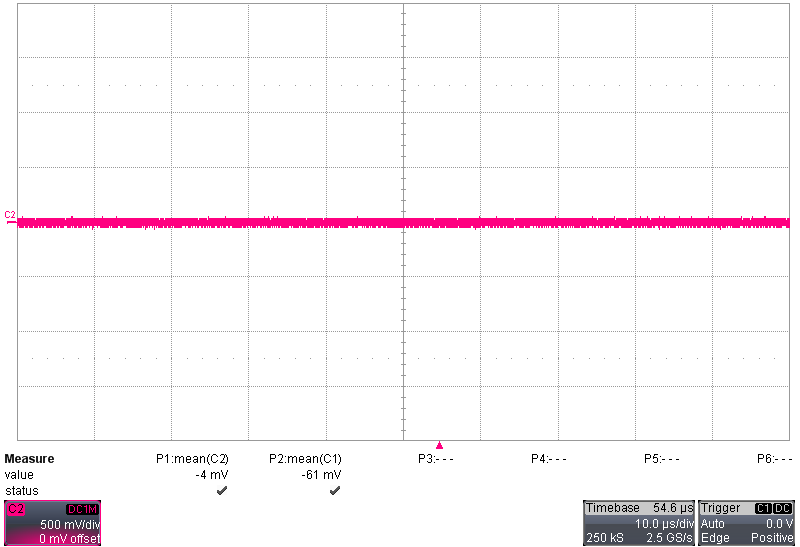 C2
Measure P1:mean(C2) P2:mean(C1) P3:- - - P4:- - - P5:- - - P6:- - -
value -4 mV -61 mV
status
C2 DC1M
500 mV/div
0 mV offset
Timebase 54.6 µs
10.0 µs/div
250 kS 2.5 GS/s
Trigger C1 DC
Auto 0.0 V
Edge Positive